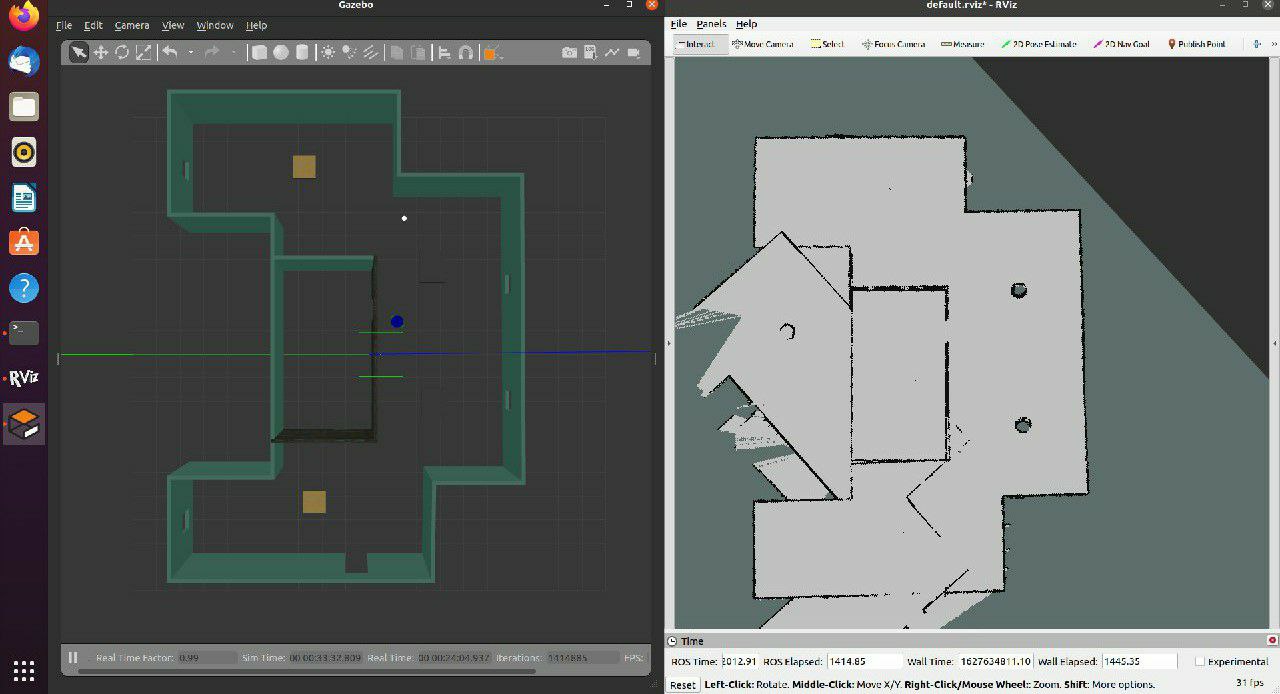 Gazebo
File Edit Camera View Window Help
Real Time Factor: 0.99 Sim Time: 00 00:33:32.809 Real Time: 00 00:24:04.937 Iterations: 1414885 FPS:
RViz
default.rviz* - RViz
File Panels Help
Interact Move Camera Select Focus Camera Measure 2D Pose Estimate 2D Nav Goal Publish Point
Time
ROS Time: 2012.91 ROS Elapsed: 1414.85 Wall Time: 1627634811.10 Wall Elapsed: 1445.35 Experimental
Reset Left-Click: Rotate. Middle-Click: Move X/Y. Right-Click/Mouse Wheel:: Zoom. Shift: More options. 31 fps